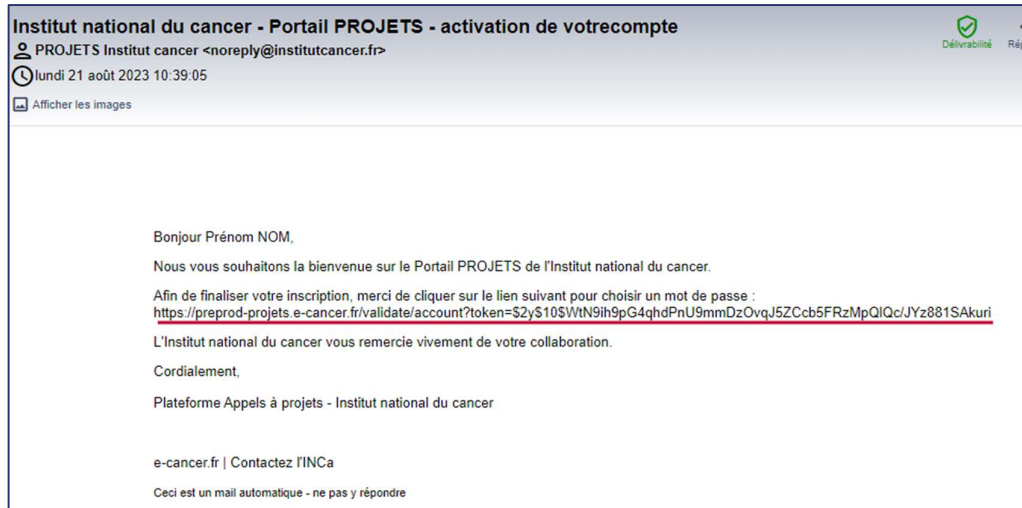 Institut national du cancer - Portail PROJETS - activation de votrecompte
PROJETS Institut cancer <noreply@institutcancer.fr>
Délivrabilité
lundi 21 août 2023 10:39:05
Afficher les images
Bonjour Prénom NOM,
Nous vous souhaitons la bienvenue sur le Portail PROJETS de l'Institut national du cancer.
Afin de finaliser votre inscription, merci de cliquer sur le lien suivant pour choisir un mot de passe :
https://preprod-projets.e-cancer.fr/validate/account?token=$2y$10$WtN9ih9pG4qhdPnU9mmDzOvqJ5ZCcb5FRzMpQlQc/JYz881SAkuri
L'Institut national du cancer vous remercie vivement de votre collaboration.
Cordialement,
Plateforme Appels à projets - Institut national du cancer
e-cancer.fr | Contactez l'INCa
Ceci est un mail automatique - ne pas y répondre